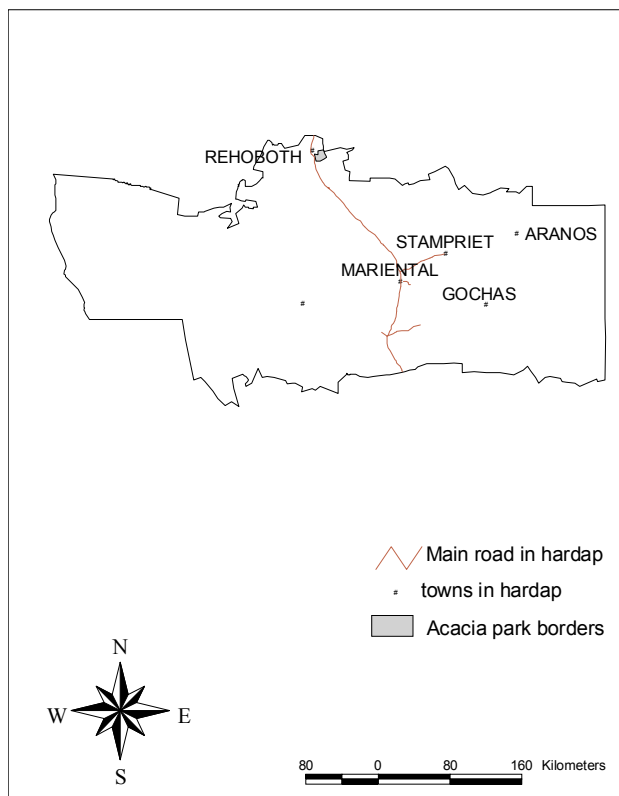 REHOBOTH
ARANOS
STAMPRIET
MARIENTAL
GOCHAS
Main road in hardap
towns in hardap
Acacia park borders
N
W E
S
80 0 80 160 Kilometers